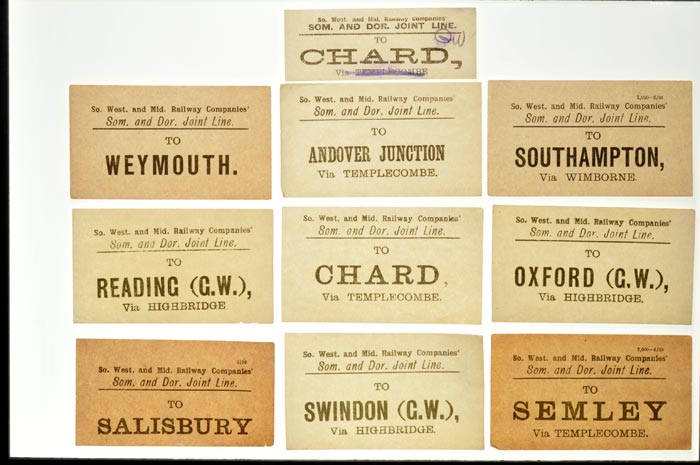 So. West. and Mid. Railway Companies'
SOM. AND DOR. JOINT LINE.
TO
CHARD,
Via TEMPLECOMBE
So. West. and Mid. Railway Companies'
Som. and Dor. Joint Line.
TO
WEYMOUTH.
So. West. and Mid. Railway Companies'
Som. and Dor. Joint Line.
TO
ANDOVER JUNCTION
Via TEMPLECOMBE.
So. West. and Mid. Railway Companies'
Som. and Dor. Joint Line.
TO
SOUTHAMPTON,
Via WIMBORNE.
So. West. and Mid. Railway Companies'
Som. and Dor. Joint Line.
TO
READING (G.W.),
Via HIGHBRIDGE
So. West. and Mid. Railway Companies'
Som. and Dor. Joint Line.
TO
CHARD,
Via TEMPLECOMBE.
So. West. and Mid. Railway Companies'
Som. and Dor. Joint Line.
TO
OXFORD (G.W.),
Via HIGHBRIDGE.
So. West. and Mid. Railway Companies'
Som. and Dor. Joint Line.
TO
SALISBURY
So. West. and Mid. Railway Companies'
Som. and Dor. Joint Line.
TO
SWINDON (G.W.),
Via HIGHBRIDGE.
So. West. and Mid. Railway Companies'
Som. and Dor. Joint Line.
TO
SEMLEY
Via TEMPLECOMBE.